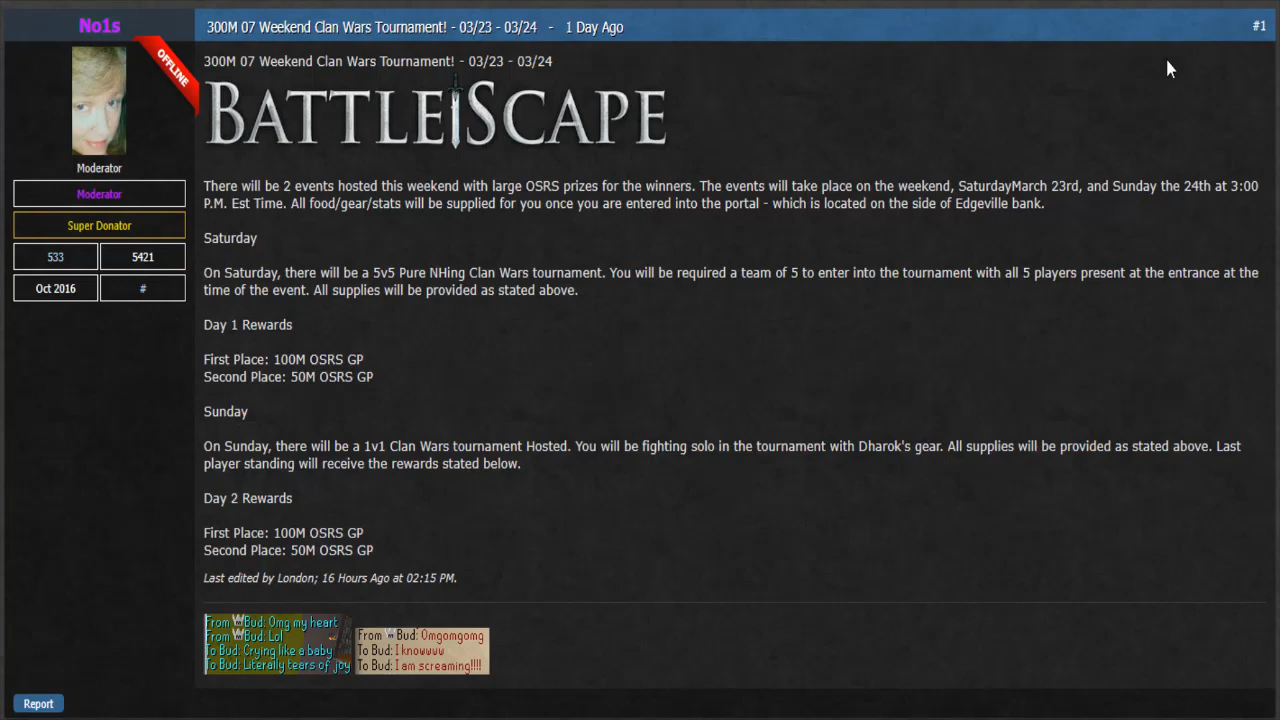 No1s
300M 07 Weekend Clan Wars Tournament! - 03/23 - 03/24 - 1 Day Ago
#1
OFFLINE
Moderator
Moderator
Super Donator
533
5421
Oct 2016
#
300M 07 Weekend Clan Wars Tournament! - 03/23 - 03/24
BATTLESCAPE
There will be 2 events hosted this weekend with large OSRS prizes for the winners. The events will take place on the weekend, SaturdayMarch 23rd, and Sunday the 24th at 3:00
P.M. Est Time. All food/gear/stats will be supplied for you once you are entered into the portal - which is located on the side of Edgeville bank.
Saturday
On Saturday, there will be a 5v5 Pure NHing Clan Wars tournament. You will be required a team of 5 to enter into the tournament with all 5 players present at the entrance at the
time of the event. All supplies will be provided as stated above.
Day 1 Rewards
First Place: 100M OSRS GP
Second Place: 50M OSRS GP
Sunday
On Sunday, there will be a 1v1 Clan Wars tournament Hosted. You will be fighting solo in the tournament with Dharok's gear. All supplies will be provided as stated above. Last
player standing will receive the rewards stated below.
Day 2 Rewards
First Place: 100M OSRS GP
Second Place: 50M OSRS GP
Last edited by London; 16 Hours Ago at 02:15 PM.
From Bud: Omg my heart
From Bud: Lol
To Bud: Crying like a baby
To Bud: Literally tears of joy
From Bud: Omgomgomg
To Bud: I knowwww
To Bud: I am screaming!!!!
Report